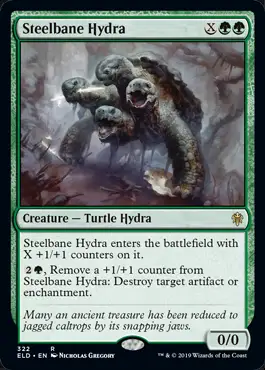 Steelbane Hydra XGG
Creature — Turtle Hydra
Steelbane Hydra enters the battlefield with
X +1/+1 counters on it.
2G, Remove a +1/+1 counter from
Steelbane Hydra: Destroy target artifact or
enchantment.
Many an ancient treasure has been reduced to
jagged caltrops by its snapping jaws.
0/0
322 R
ELD • EN NICHOLAS GREGORY ™ & © 2019 Wizards of the Coast